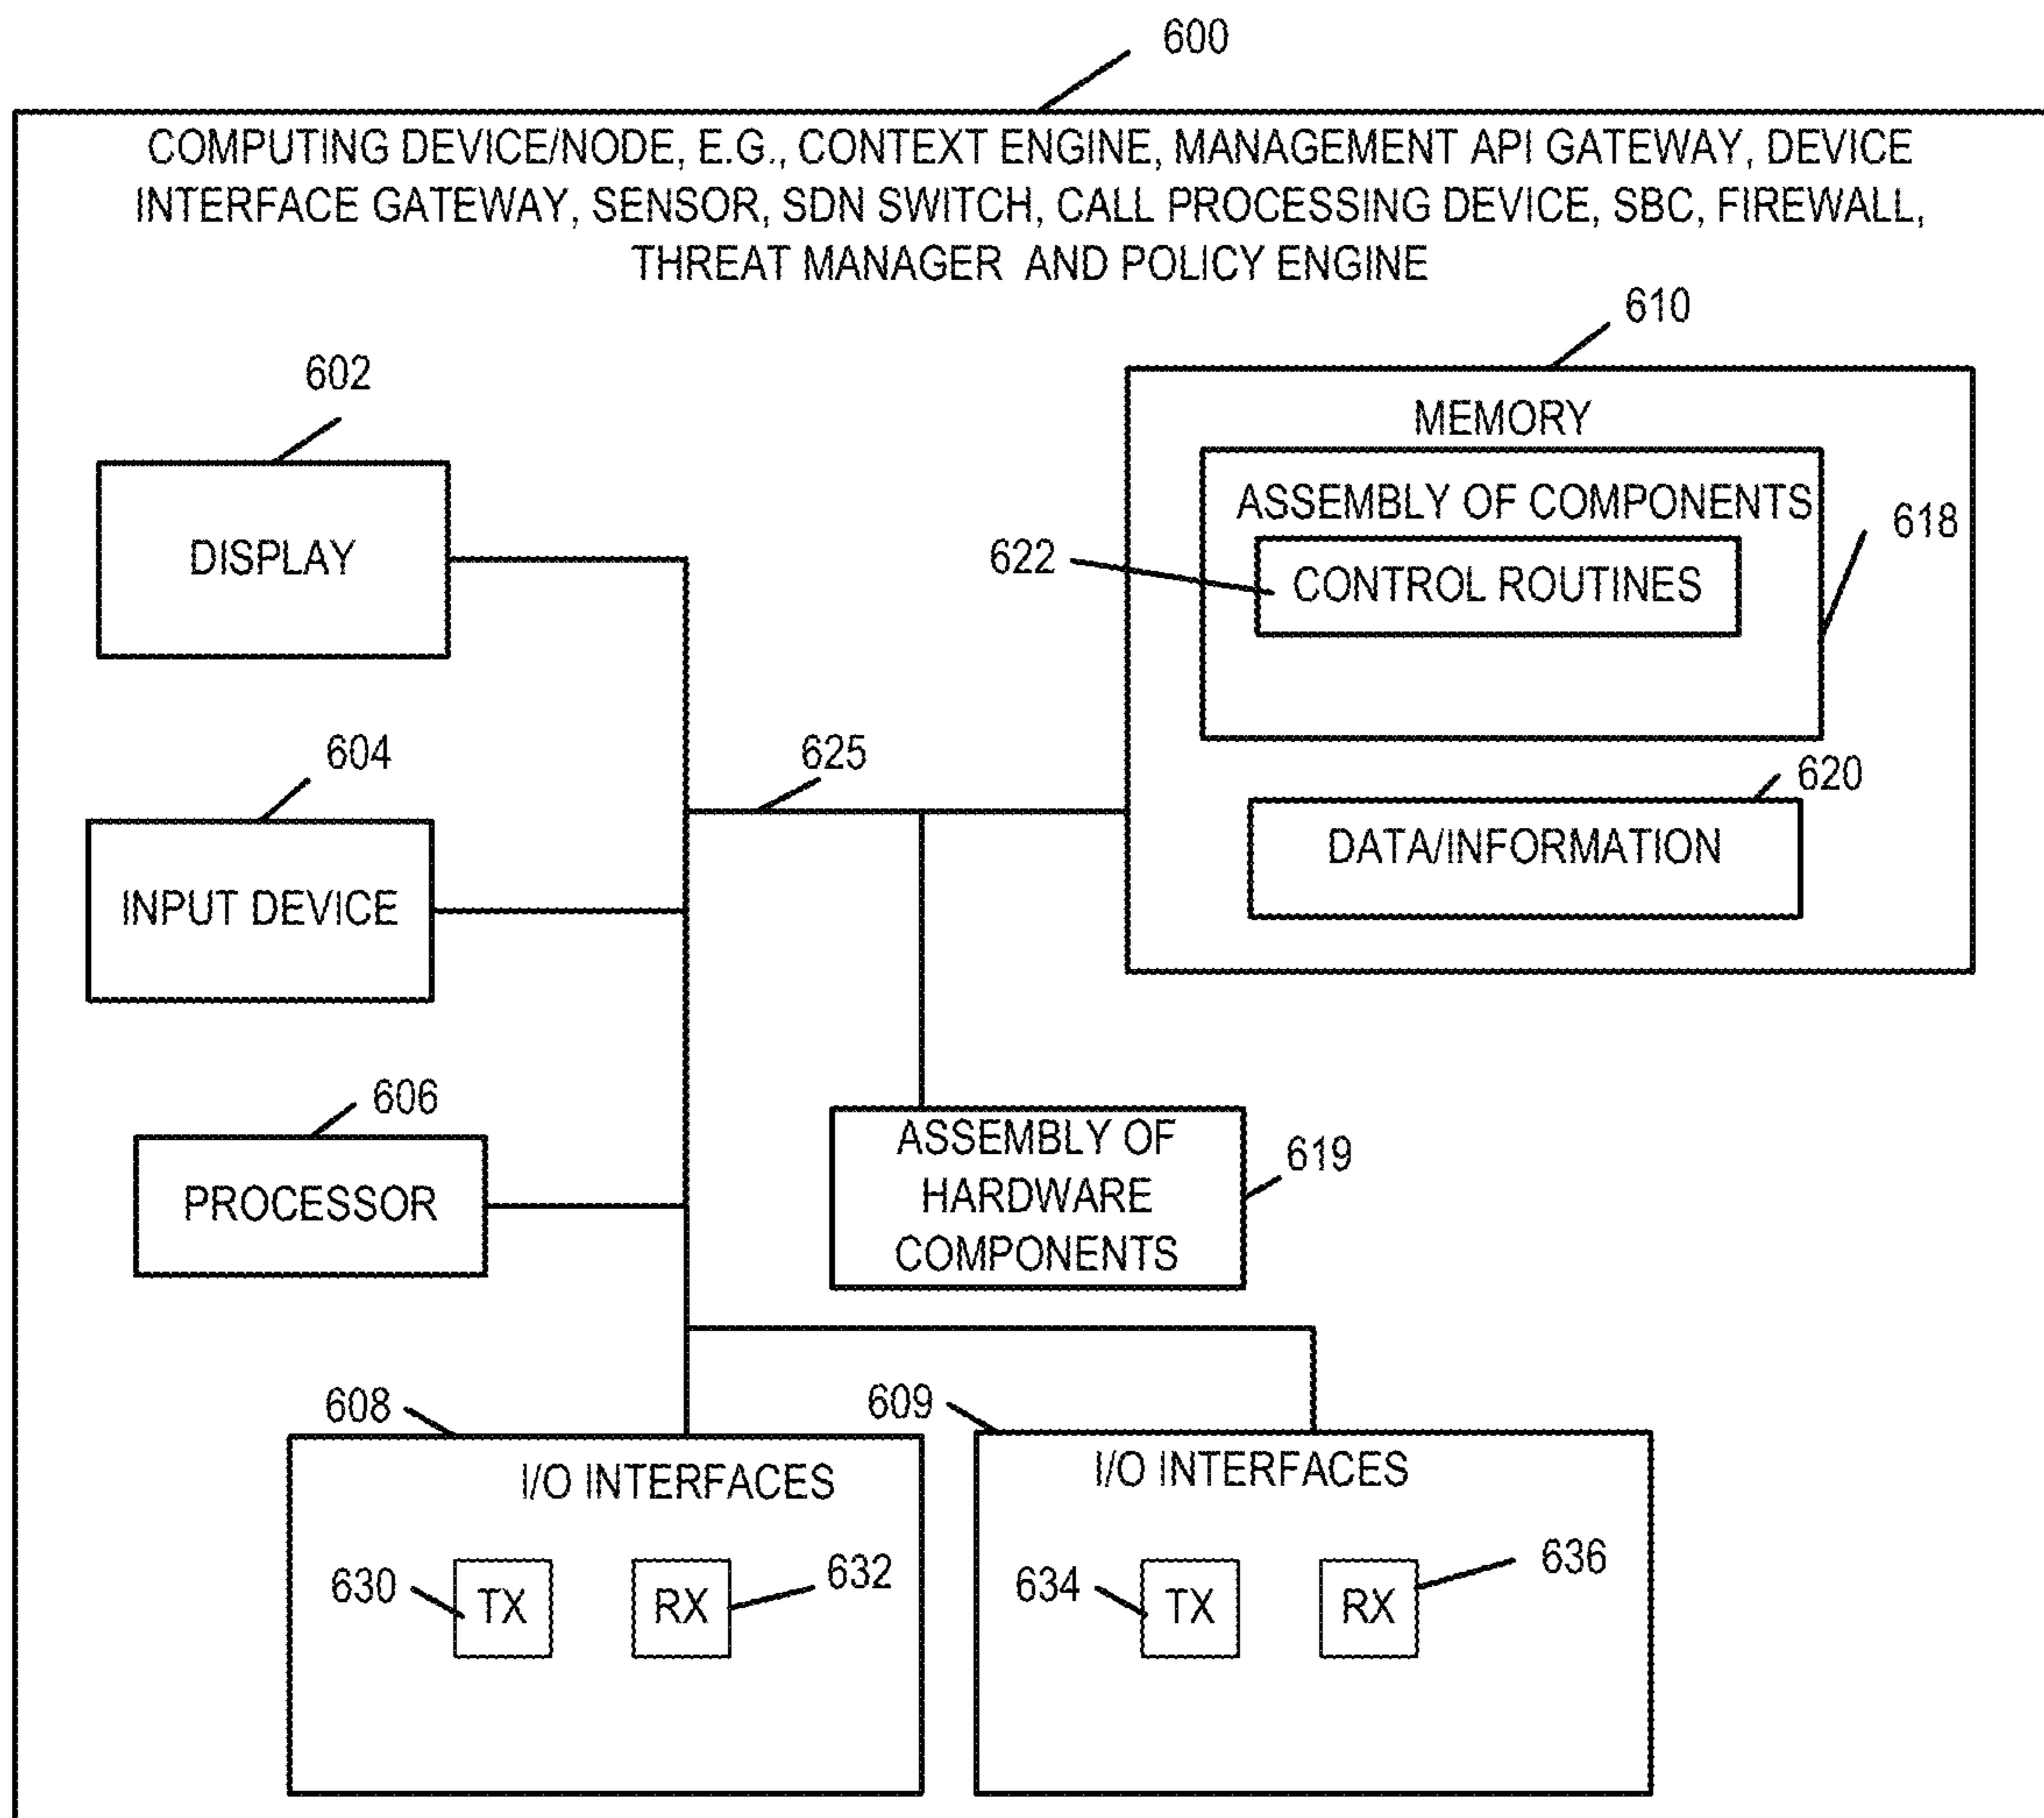 600
COMPUTING DEVICE/NODE, E.G., CONTEXT ENGINE, MANAGEMENT API GATEWAY, DEVICE
INTERFACE GATEWAY, SENSOR, SDN SWITCH, CALL PROCESSING DEVICE, SBC, FIREWALL,
THREAT MANAGER AND POLICY ENGINE
610
602
MEMORY
DISPLAY
ASSEMBLY OF COMPONENTS
618
622
CONTROL ROUTINES
604
625
620
INPUT DEVICE
DATA/INFORMATION
606
PROCESSOR
ASSEMBLY OF
HARDWARE
COMPONENTS
619
608
609
I/O INTERFACES
I/O INTERFACES
630
TX
RX
632
634
TX
RX
636